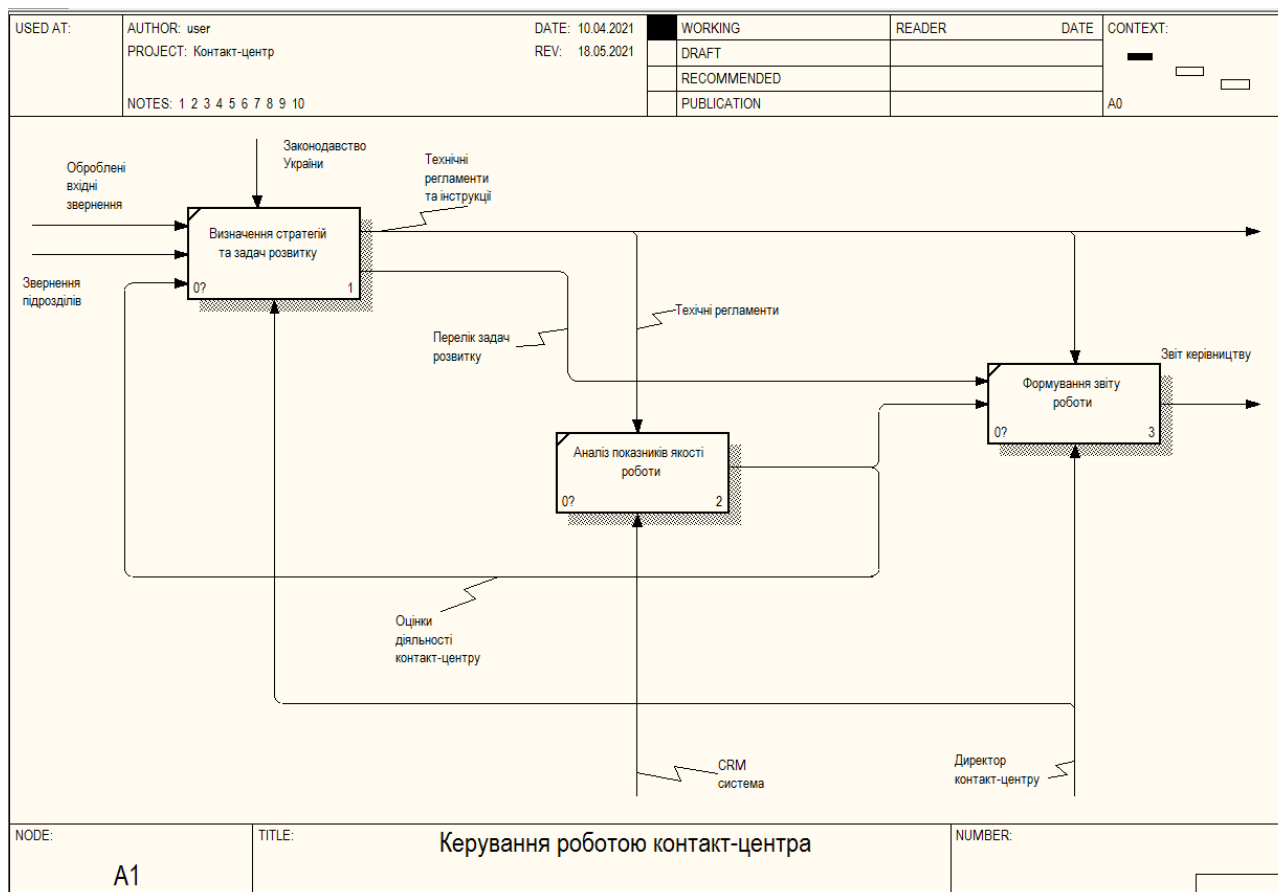 USED AT:
AUTHOR: user
DATE: 10.04.2021
PROJECT: Контакт-центр
REV: 18.05.2021
NOTES: 1 2 3 4 5 6 7 8 9 10
WORKING
DRAFT
RECOMMENDED
PUBLICATION
READER
DATE
CONTEXT:
A0
Оброблені
вхідні
звернення
Законодавство
України
Технічні
регламенти
та інструкції
Визначення стратегій
та задач розвитку
0?
1
Звернення
підрозділів
Перелік задач
розвитку
Техічні регламенти
Звіт керівництву
Формування звіту
роботи
0?
3
Аналіз показників якості
роботи
0?
2
Оцінки
діяльності
контакт-центру
CRM
система
Директор
контакт-центру
NODE:
A1
TITLE:
Керування роботою контакт-центра
NUMBER: